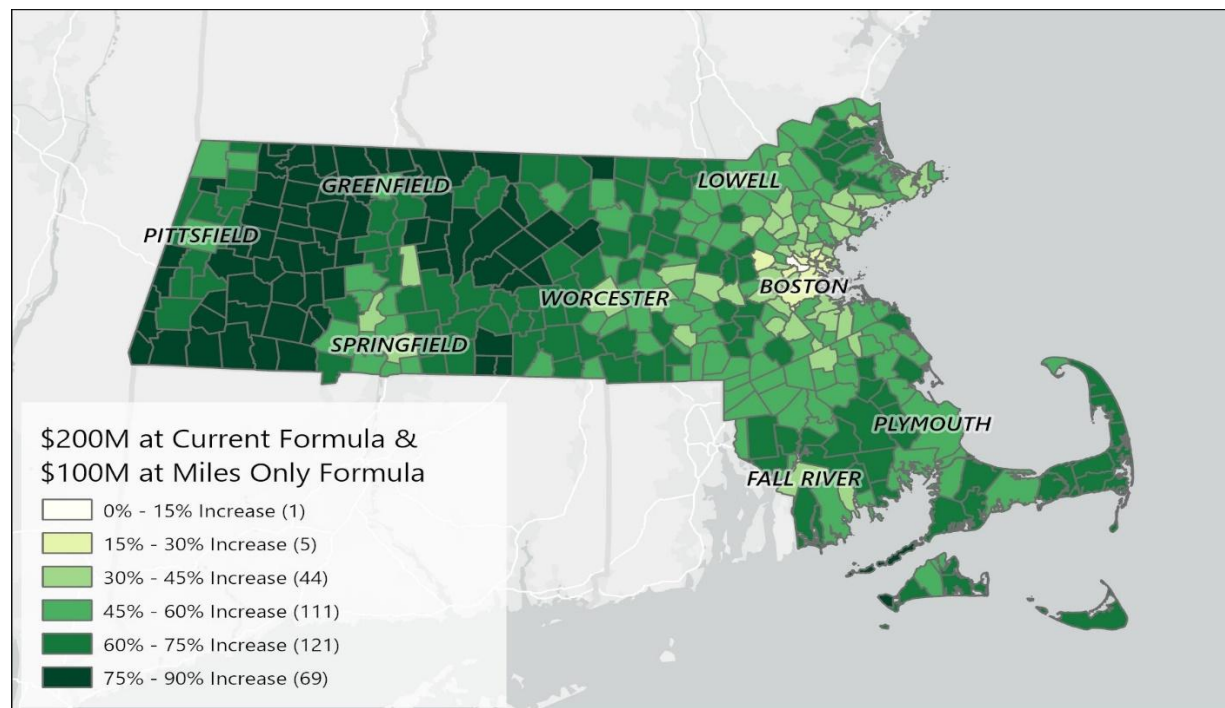 LOWELL
GREENFIELD
PITTSFIELD
BOSTON
WORCESTER
SPRINGFIELD
PLYMOUTH
FALL RIVER
$200M at Current Formula &
$100M at Miles Only Formula
0% - 15% Increase (1)
15% - 30% Increase (5)
30% - 45% Increase (44)
45% - 60% Increase (111)
60% - 75% Increase (121)
75% - 90% Increase (69)